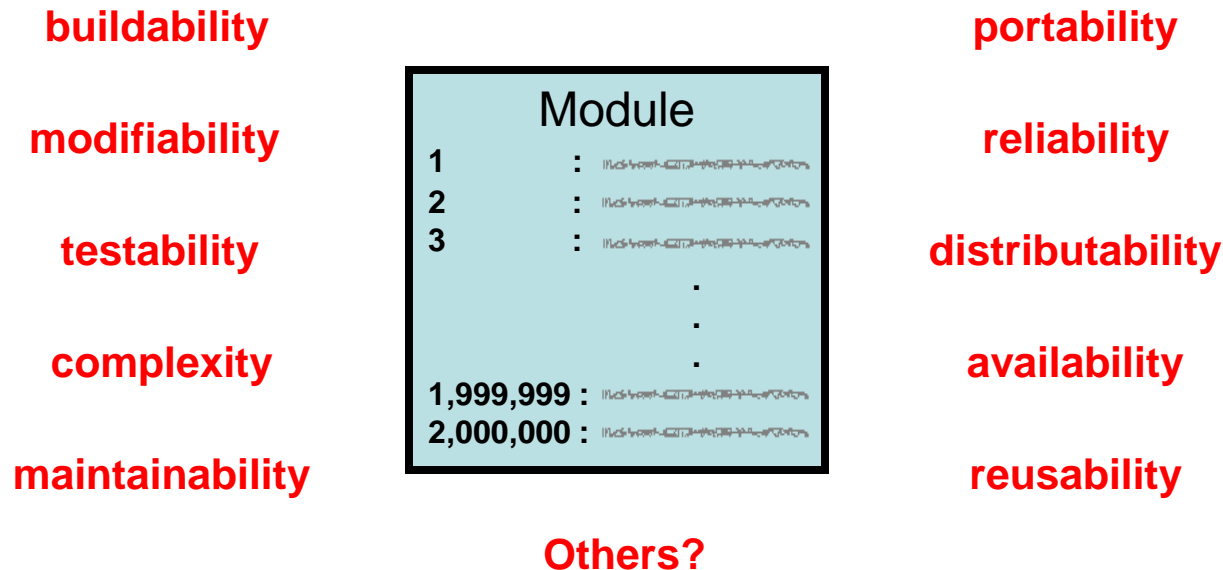 buildability
modifiability
testability
complexity
maintainability
Module
1 :
2 :
3 :
.
.
.
1,999,999 :
2,000,000 :
portability
reliability
distributability
availability
reusability
Others?